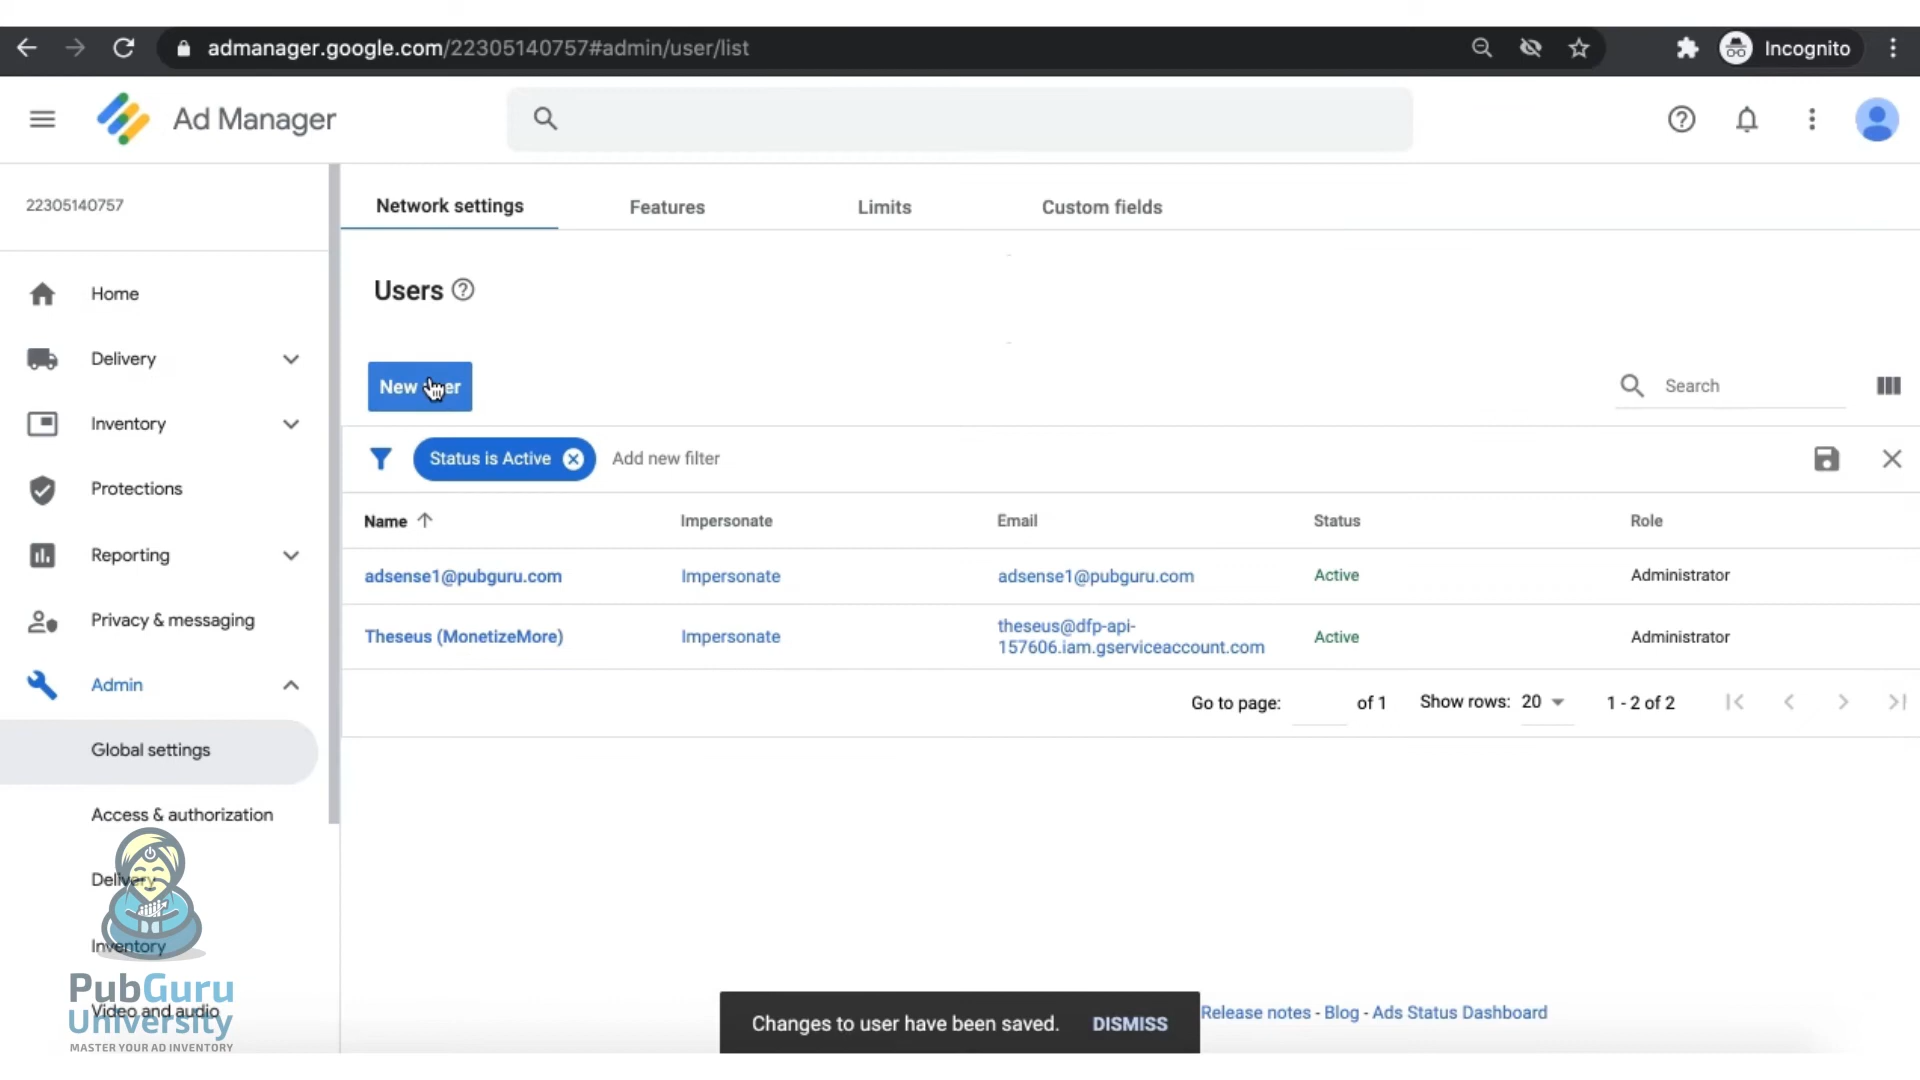 admanager.google.com/22305140757#admin/user/list
Incognito
Ad Manager
22305140757
Network settings
Features
Limits
Custom fields
Home
Users
Delivery
New
Search
Inventory
Status is Active
Add new filter
Protections
Name
Impersonate
Email
Status
Role
Reporting
adsense1@pubguru.com
Impersonate
adsense1@pubguru.com
Active
Administrator
Privacy & messaging
Theseus (MonetizeMore)
Impersonate
theseus@dfp-api-
157606.iam.gserviceaccount.com
Active
Administrator
Admin
Go to page:
of 1
Show rows: 20
1 - 2 of 2
Global settings
Access & authorization
Delivery
Inventory
PubGuru
Video and audio
University
MASTER YOUR AD INVENTORY
Changes to user have been saved.
DISMISS
Release notes - Blog - Ads Status Dashboard